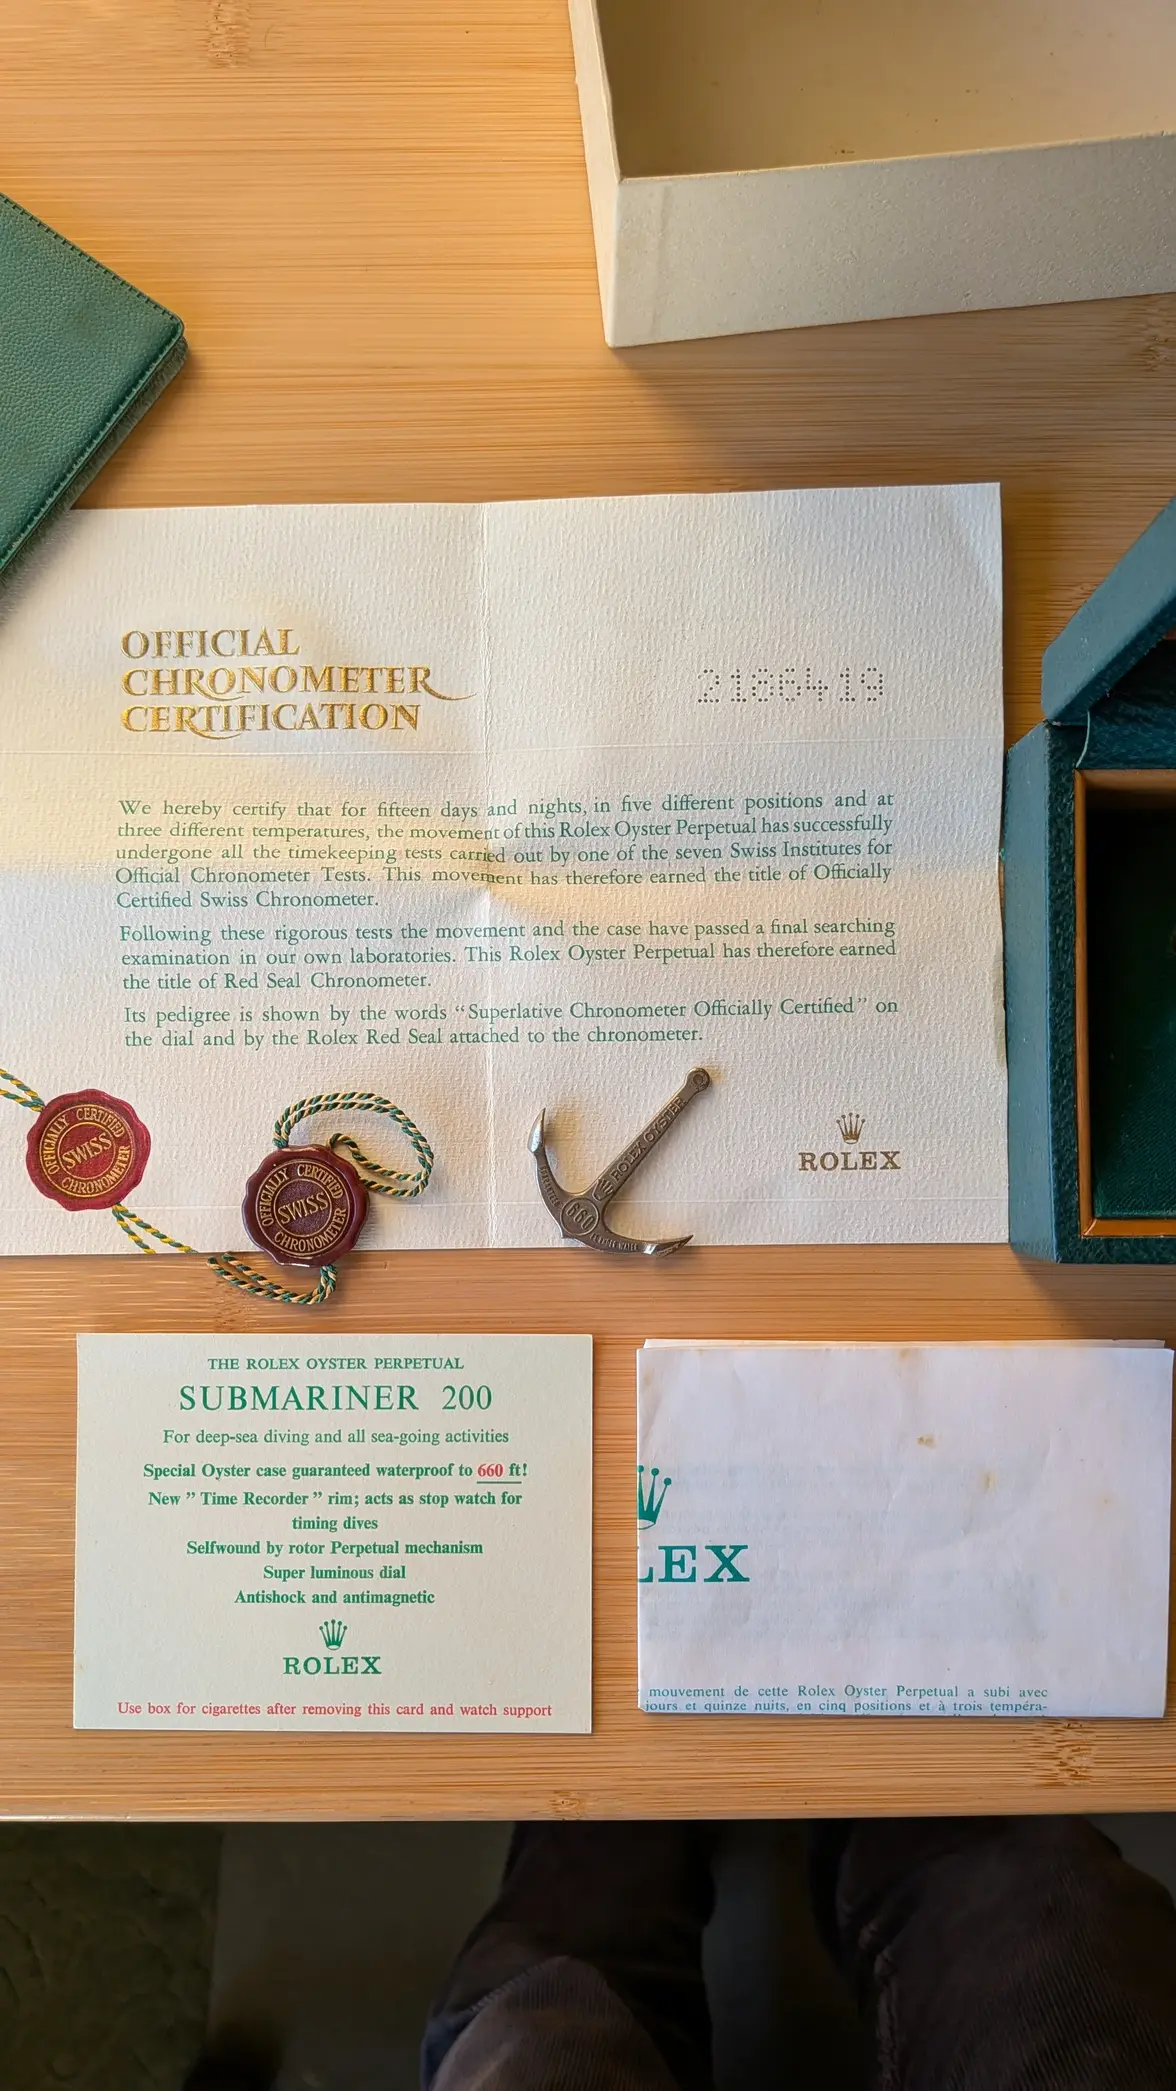 OFFICIAL
CHRONOMETER
CERTIFICATION
2186419
We hereby certify that for fifteen days and nights, in five different positions and at
three different temperatures, the movement of this Rolex Oyster Perpetual has successfully
undergone all the timekeeping tests carried out by one of the seven Swiss Institutes for
Official Chronometer Tests. This movement has therefore earned the title of Officially
Certified Swiss Chronometer.
Following these rigorous tests the movement and the case have passed a final searching
examination in our own laboratories. This Rolex Oyster Perpetual has therefore earned
the title of Red Seal Chronometer.
Its pedigree is shown by the words “Superlative Chronometer Officially Certified” on
the dial and by the Rolex Red Seal attached to the chronometer.
OFFICIALLY CERTIFIED
SWISS
CHRONOMETER
OFFICIALLY CERTIFIED
SWISS
CHRONOMETER
ROLEX OYSTER
660
ROLEX
THE ROLEX OYSTER PERPETUAL
SUBMARINER 200
For deep-sea diving and all sea-going activities
Special Oyster case guaranteed waterproof to 660 ft!
New ” Time Recorder ” rim; acts as stop watch for
timing dives
Selfwound by rotor Perpetual mechanism
Super luminous dial
Antishock and antimagnetic
ROLEX
Use box for cigarettes after removing this card and watch support
LEX
mouvement de cette Rolex Oyster Perpetual a subi avec
jours et quinze nuits, en cinq positions et à trois tempéra-